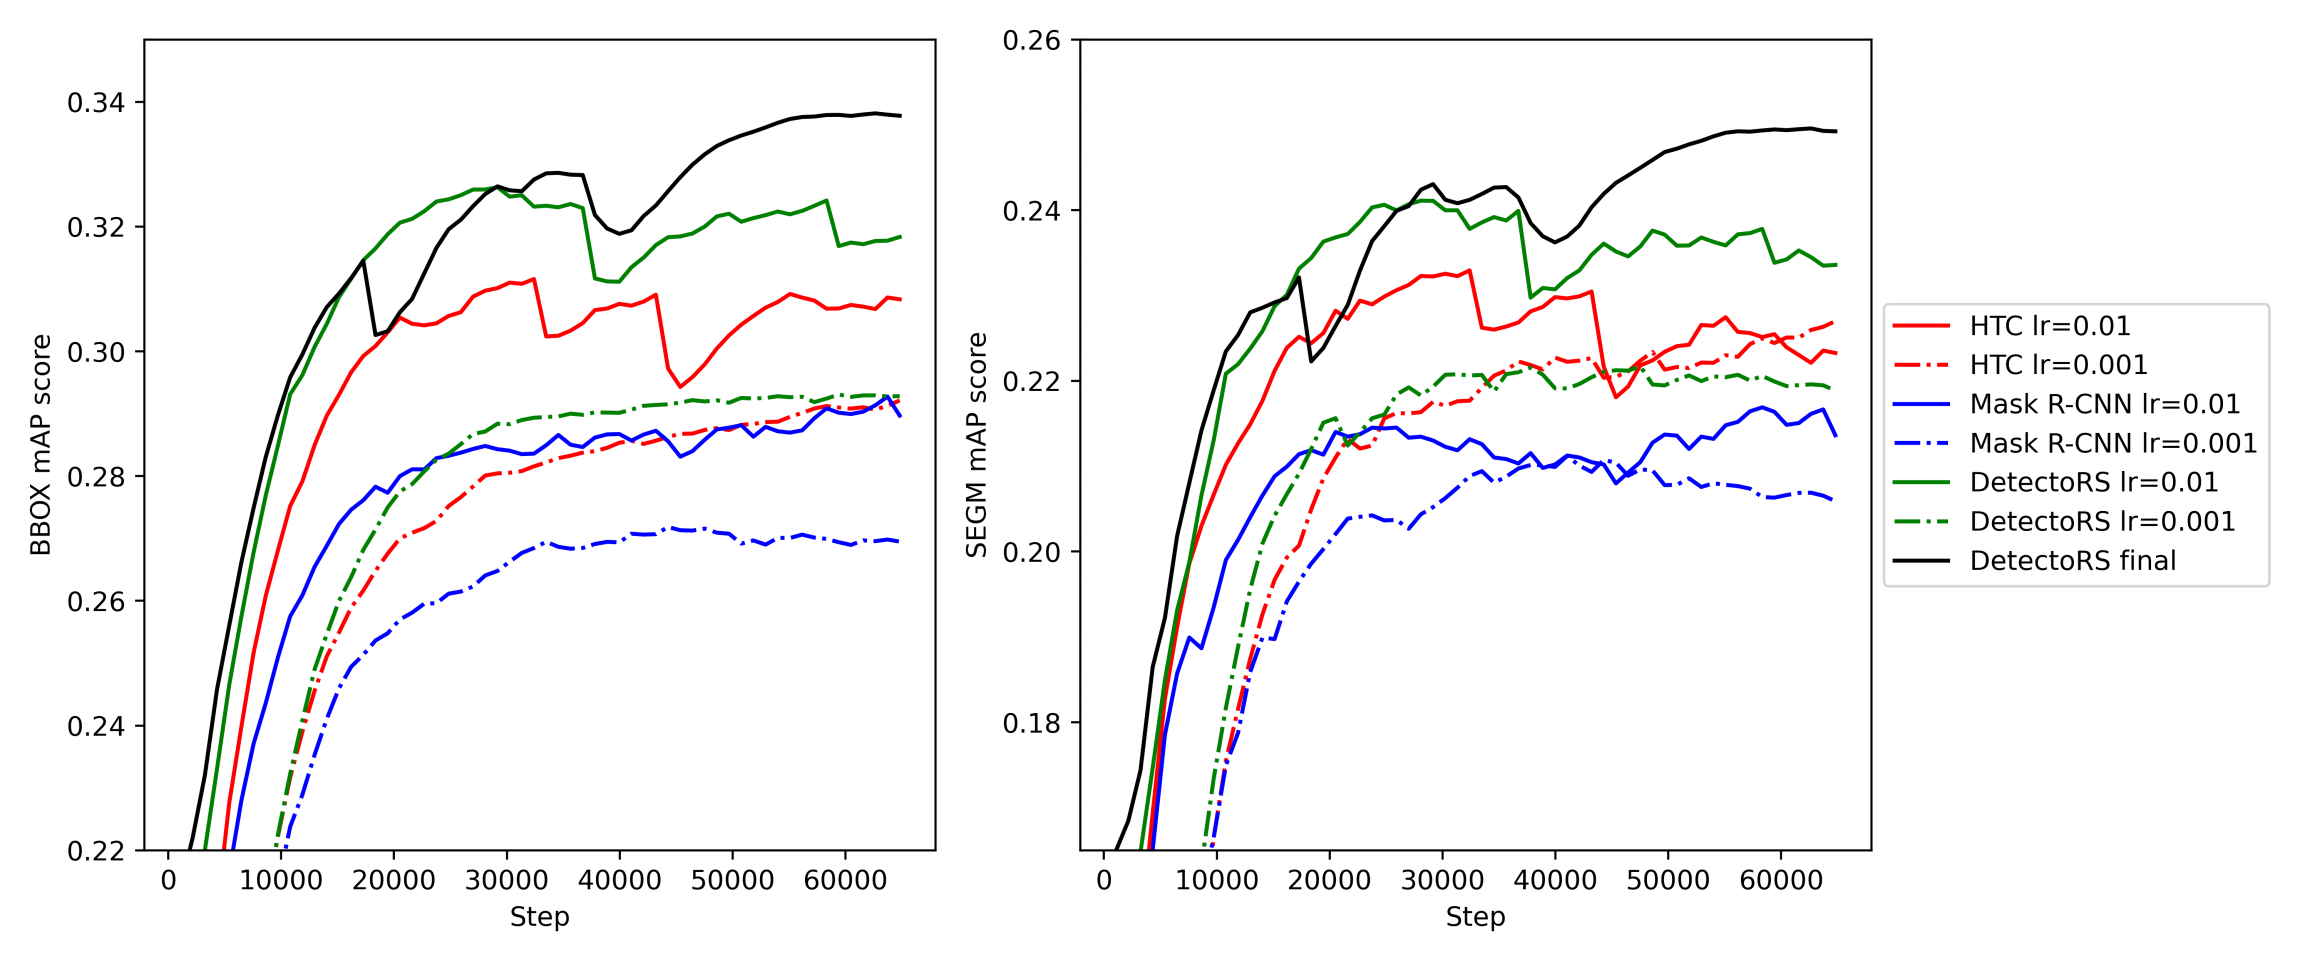 0.34
0.32
0.30
0.28
0.26
0.24
0.22
BBOX mAP score
0 10000 20000 30000 40000 50000 60000
Step
0.26
0.24
0.22
0.20
0.18
SEGM mAP score
0 10000 20000 30000 40000 50000 60000
Step
HTC lr=0.01
HTC lr=0.001
Mask R-CNN lr=0.01
Mask R-CNN lr=0.001
DetectoRS lr=0.01
DetectoRS lr=0.001
DetectoRS final